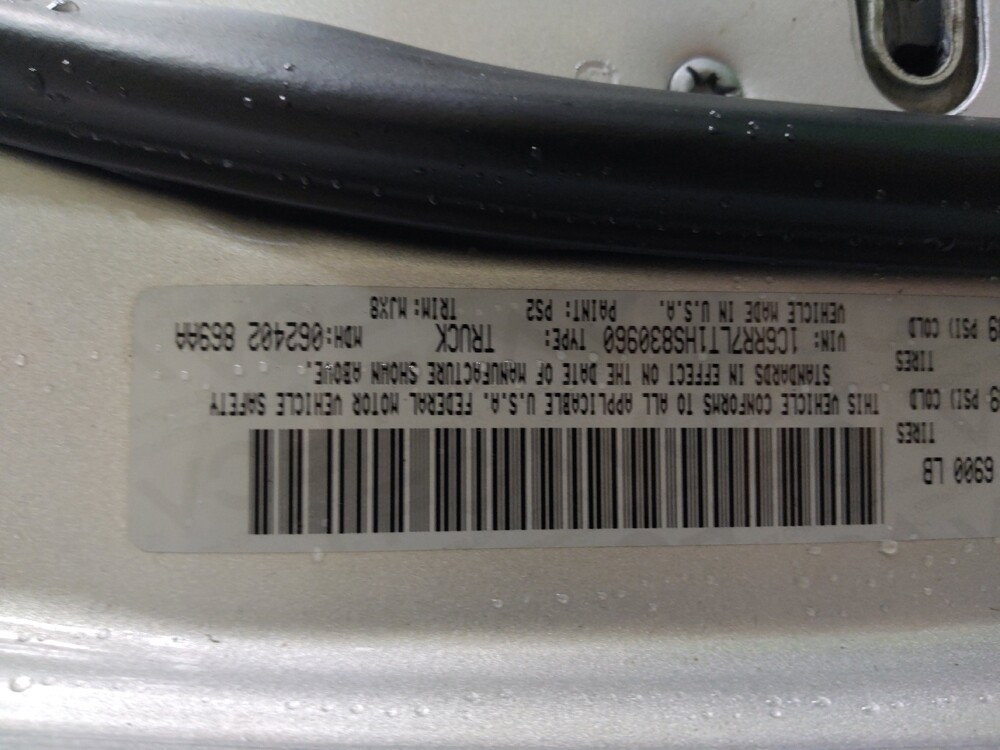 6900 LB
TIRES
9 PSI) COLD
TIRES
9 PSI) COLD
THIS VEHICLE CONFORMS TO ALL APPLICABLE U.S.A. FEDERAL MOTOR VEHICLE SAFETY
STANDARDS IN EFFECT ON THE DATE OF MANUFACTURE SHOWN ABOVE.
VIN: 1C6RR7LT1HS830960 TYPE: TRUCK MDH:062402 869AA
VEHICLE MADE IN U.S.A. PAINT: PS2 TRIM: MJX8